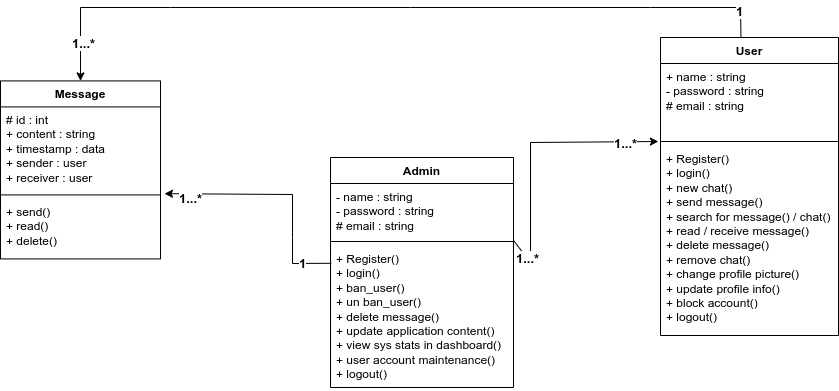 1
1...*
Message
# id : int
+ content : string
+ timestamp : data
+ sender : user
+ receiver : user
+ send()
+ read()
+ delete()
1...*
1
Admin
- name : string
- password : string
# email : string
+ Register()
+ login()
+ ban_user()
+ un ban_user()
+ delete message()
+ update application content()
+ view sys stats in dashboard()
+ user account maintenance()
+ logout()
1...*
1...*
User
+ name : string
- password : string
# email : string
+ Register()
+ login()
+ new chat()
+ send message()
+ search for message() / chat()
+ read / receive message()
+ delete message()
+ remove chat()
+ change profile picture()
+ update profile info()
+ block account()
+ logout()